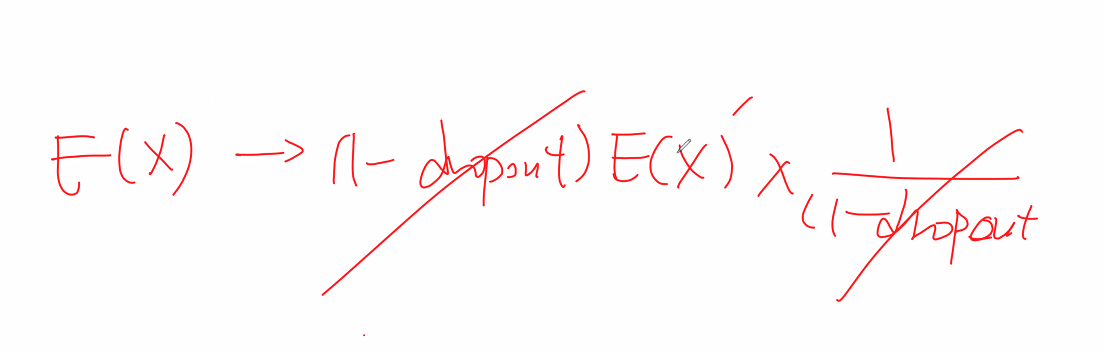 E(X) → (1 - dropout) E(X)' × 1/(1 - dropout